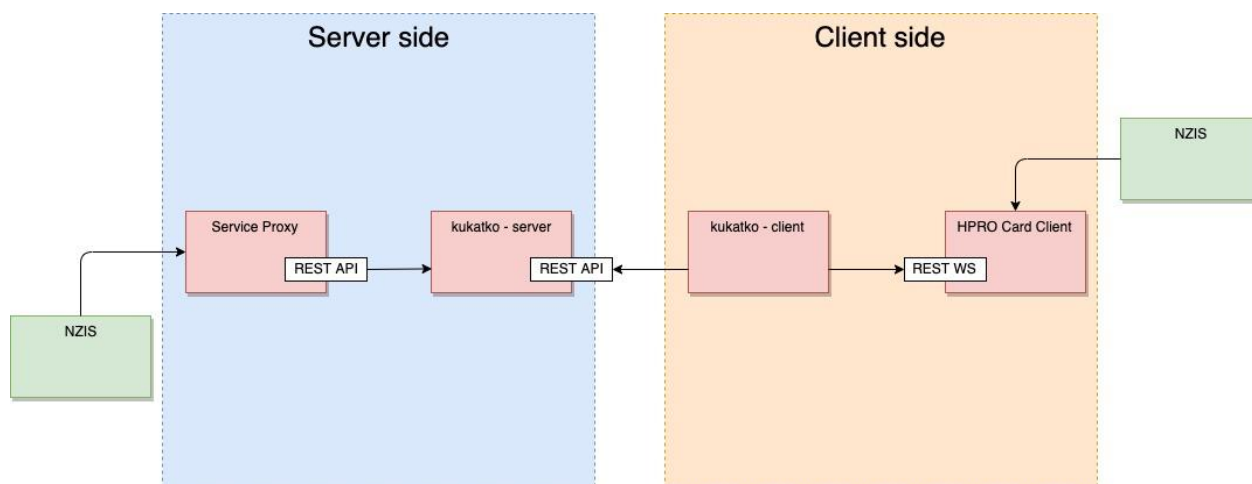 Server side
Client side
NZIS
Service Proxy
kukatko - server
kukatko - client
HPRO Card Client
REST API
REST API
REST WS
NZIS